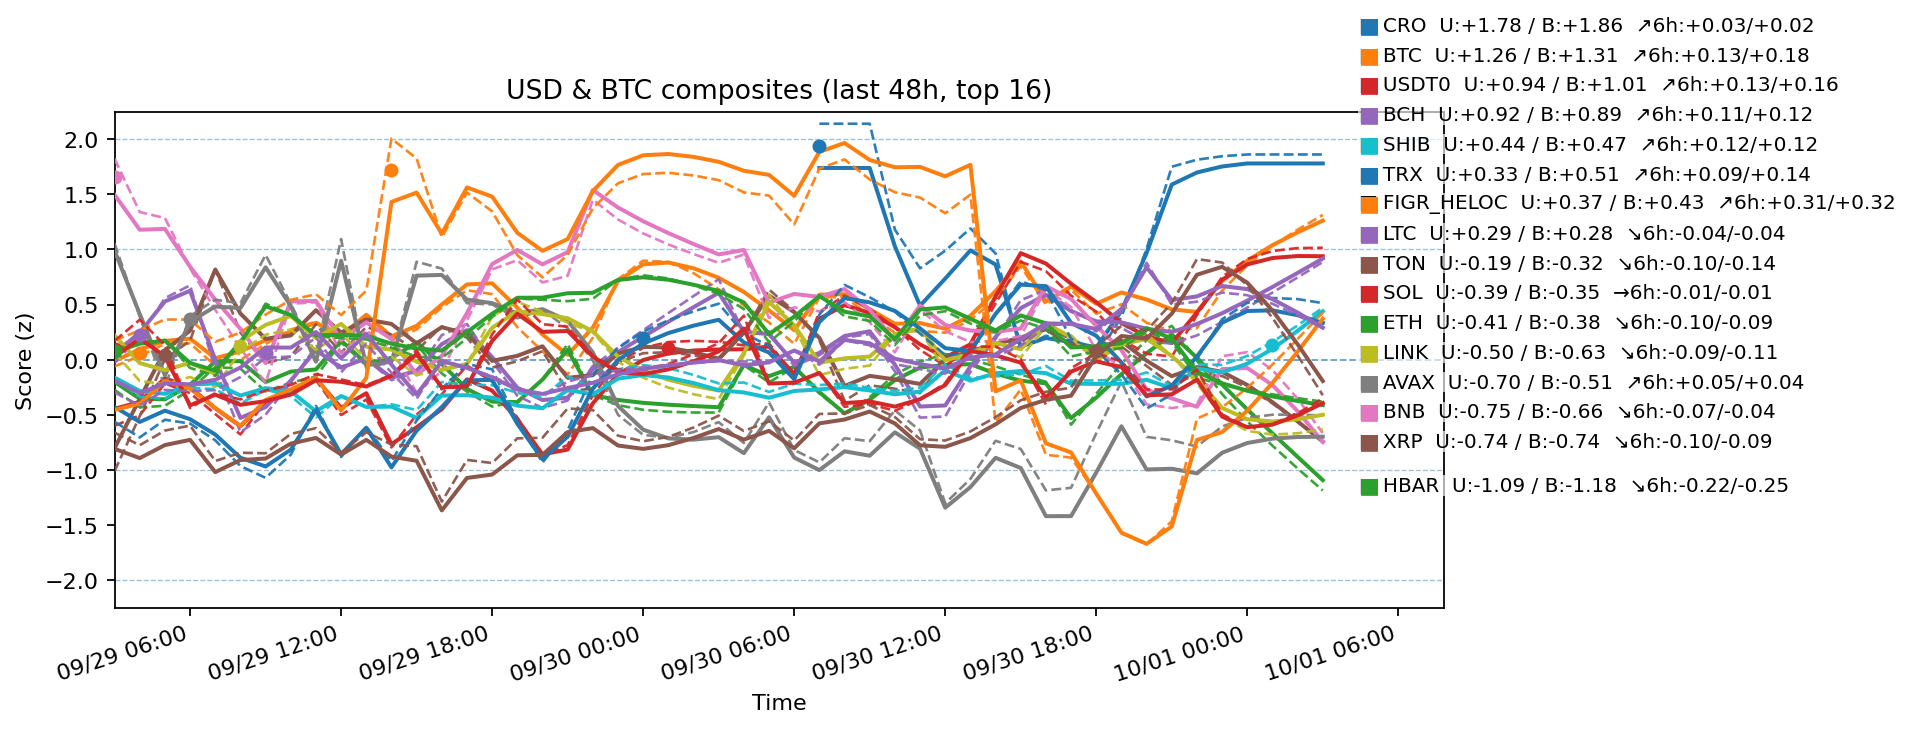 USD & BTC composites (last 48h, top 16)
CRO  U:+1.78 / B:+1.86  ↗6h:+0.03/+0.02
BTC  U:+1.26 / B:+1.31  ↗6h:+0.13/+0.18
USDT0  U:+0.94 / B:+1.01  ↗6h:+0.13/+0.16
BCH  U:+0.92 / B:+0.89  ↗6h:+0.11/+0.12
SHIB  U:+0.44 / B:+0.47  ↗6h:+0.12/+0.12
TRX  U:+0.33 / B:+0.51  ↗6h:+0.09/+0.14
FIGR_HELOC  U:+0.37 / B:+0.43  ↗6h:+0.31/+0.32
LTC  U:+0.29 / B:+0.28  ↘6h:-0.04/-0.04
TON  U:-0.19 / B:-0.32  ↘6h:-0.10/-0.14
SOL  U:-0.39 / B:-0.35  →6h:-0.01/-0.01
ETH  U:-0.41 / B:-0.38  ↘6h:-0.10/-0.09
LINK  U:-0.50 / B:-0.63  ↘6h:-0.09/-0.11
AVAX  U:-0.70 / B:-0.51  ↗6h:+0.05/+0.04
BNB  U:-0.75 / B:-0.66  ↘6h:-0.07/-0.04
XRP  U:-0.74 / B:-0.74  ↘6h:-0.10/-0.09
HBAR  U:-1.09 / B:-1.18  ↘6h:-0.22/-0.25
Score (z)
2.0
1.5
1.0
0.5
0.0
−0.5
−1.0
−1.5
−2.0
09/29 06:00
09/29 12:00
09/29 18:00
09/30 00:00
09/30 06:00
09/30 12:00
09/30 18:00
10/01 00:00
10/01 06:00
Time